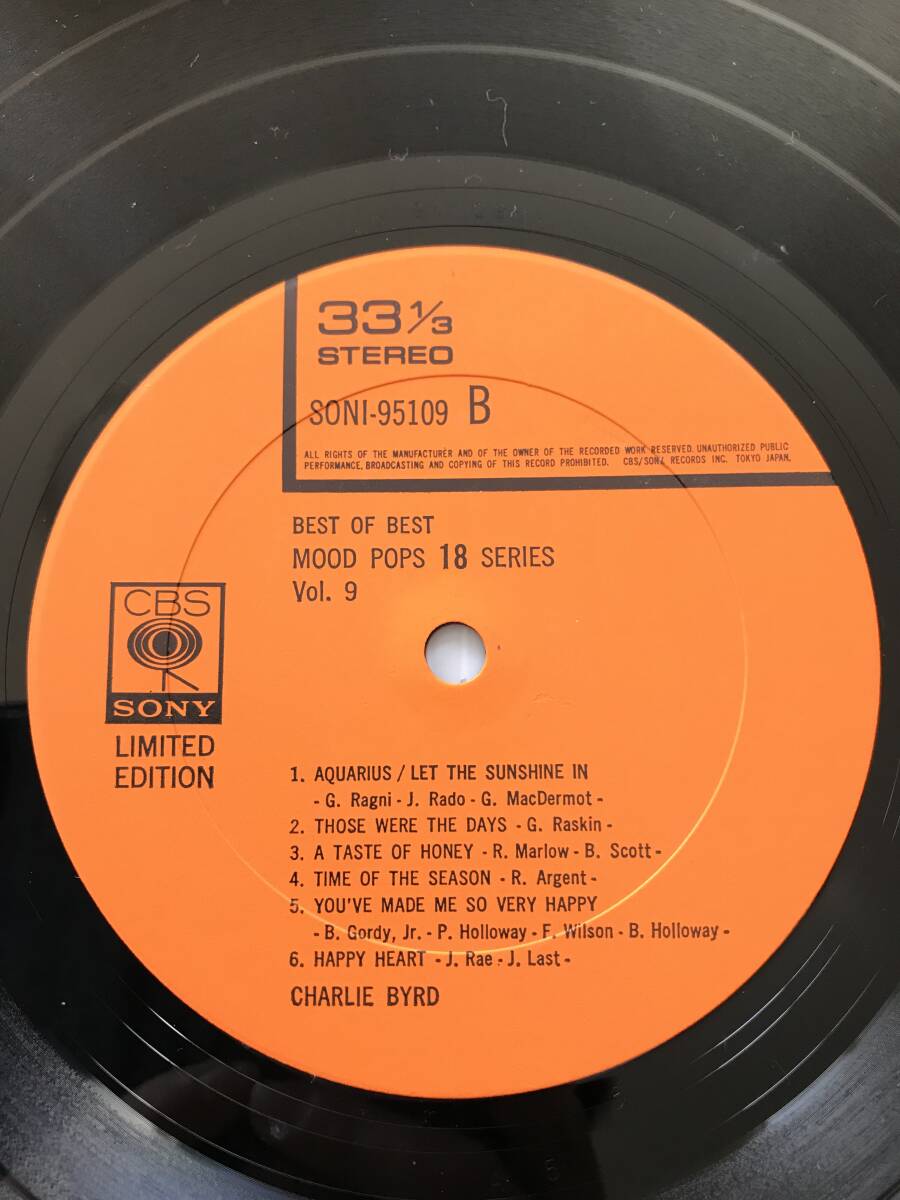 33 1/3
STEREO
SONI-95109 B
ALL RIGHTS OF THE MANUFACTURER AND OF THE OWNER OF THE RECORDED WORK RESERVED. UNAUTHORIZED PUBLIC
PERFORMANCE, BROADCASTING AND COPYING OF THIS RECORD PROHIBITED. CBS/SONY RECORDS INC. TOKYO JAPAN.
BEST OF BEST
MOOD POPS 18 SERIES
Vol. 9
CBS
SONY
LIMITED
EDITION
1. AQUARIUS / LET THE SUNSHINE IN
- G. Ragni - J. Rado - G. MacDermot -
2. THOSE WERE THE DAYS - G. Raskin -
3. A TASTE OF HONEY - R. Marlow - B. Scott -
4. TIME OF THE SEASON - R. Argent -
5. YOU'VE MADE ME SO VERY HAPPY
- B. Gordy, Jr. - P. Holloway - F. Wilson - B. Holloway -
6. HAPPY HEART - J. Rae - J. Last -
CHARLIE BYRD